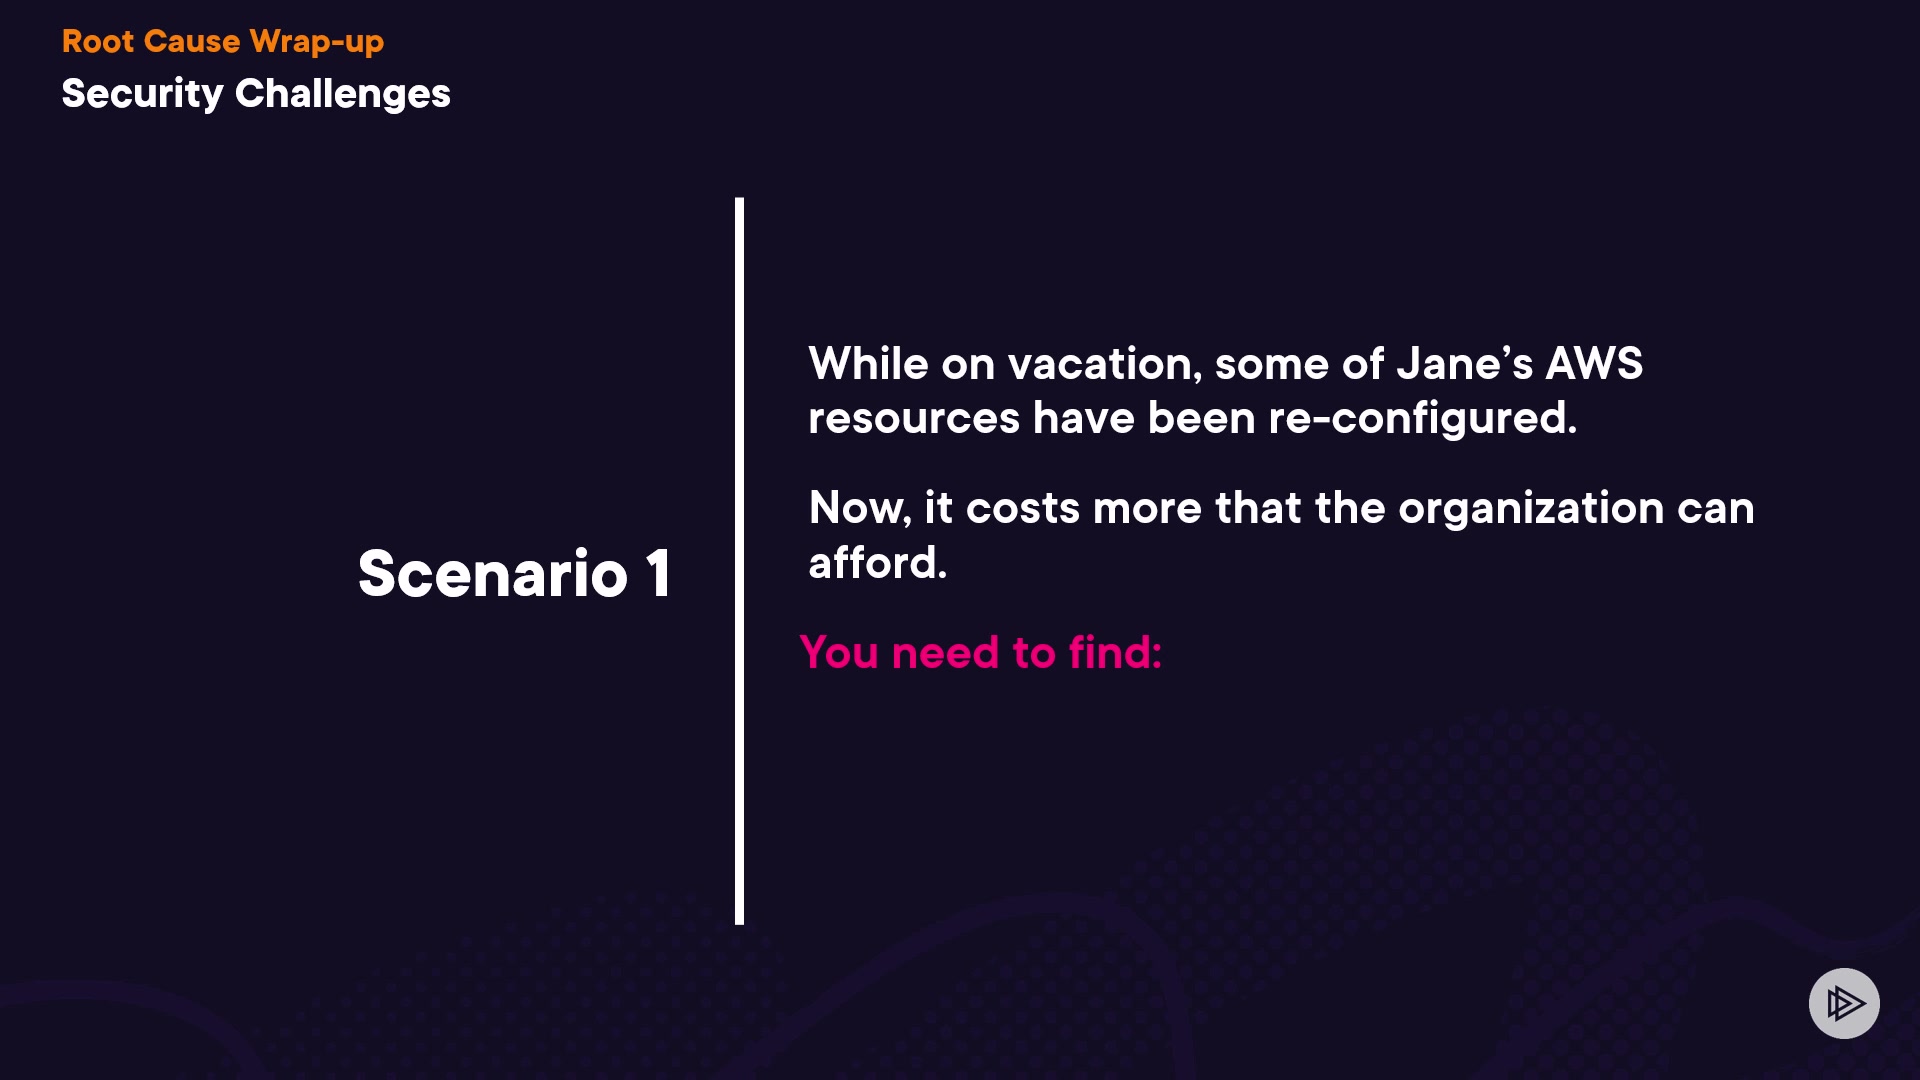 Root Cause Wrap-up
Security Challenges
Scenario 1
While on vacation, some of Jane’s AWS
resources have been re-configured.
Now, it costs more that the organization can
afford.
You need to find: